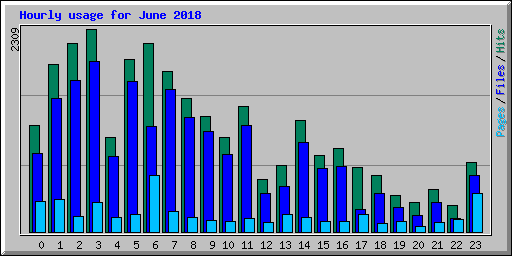 Hourly usage for June 2018
2309
Pages / Files / Hits
0 1 2 3 4 5 6 7 8 9 10 11 12 13 14 15 16 17 18 19 20 21 22 23